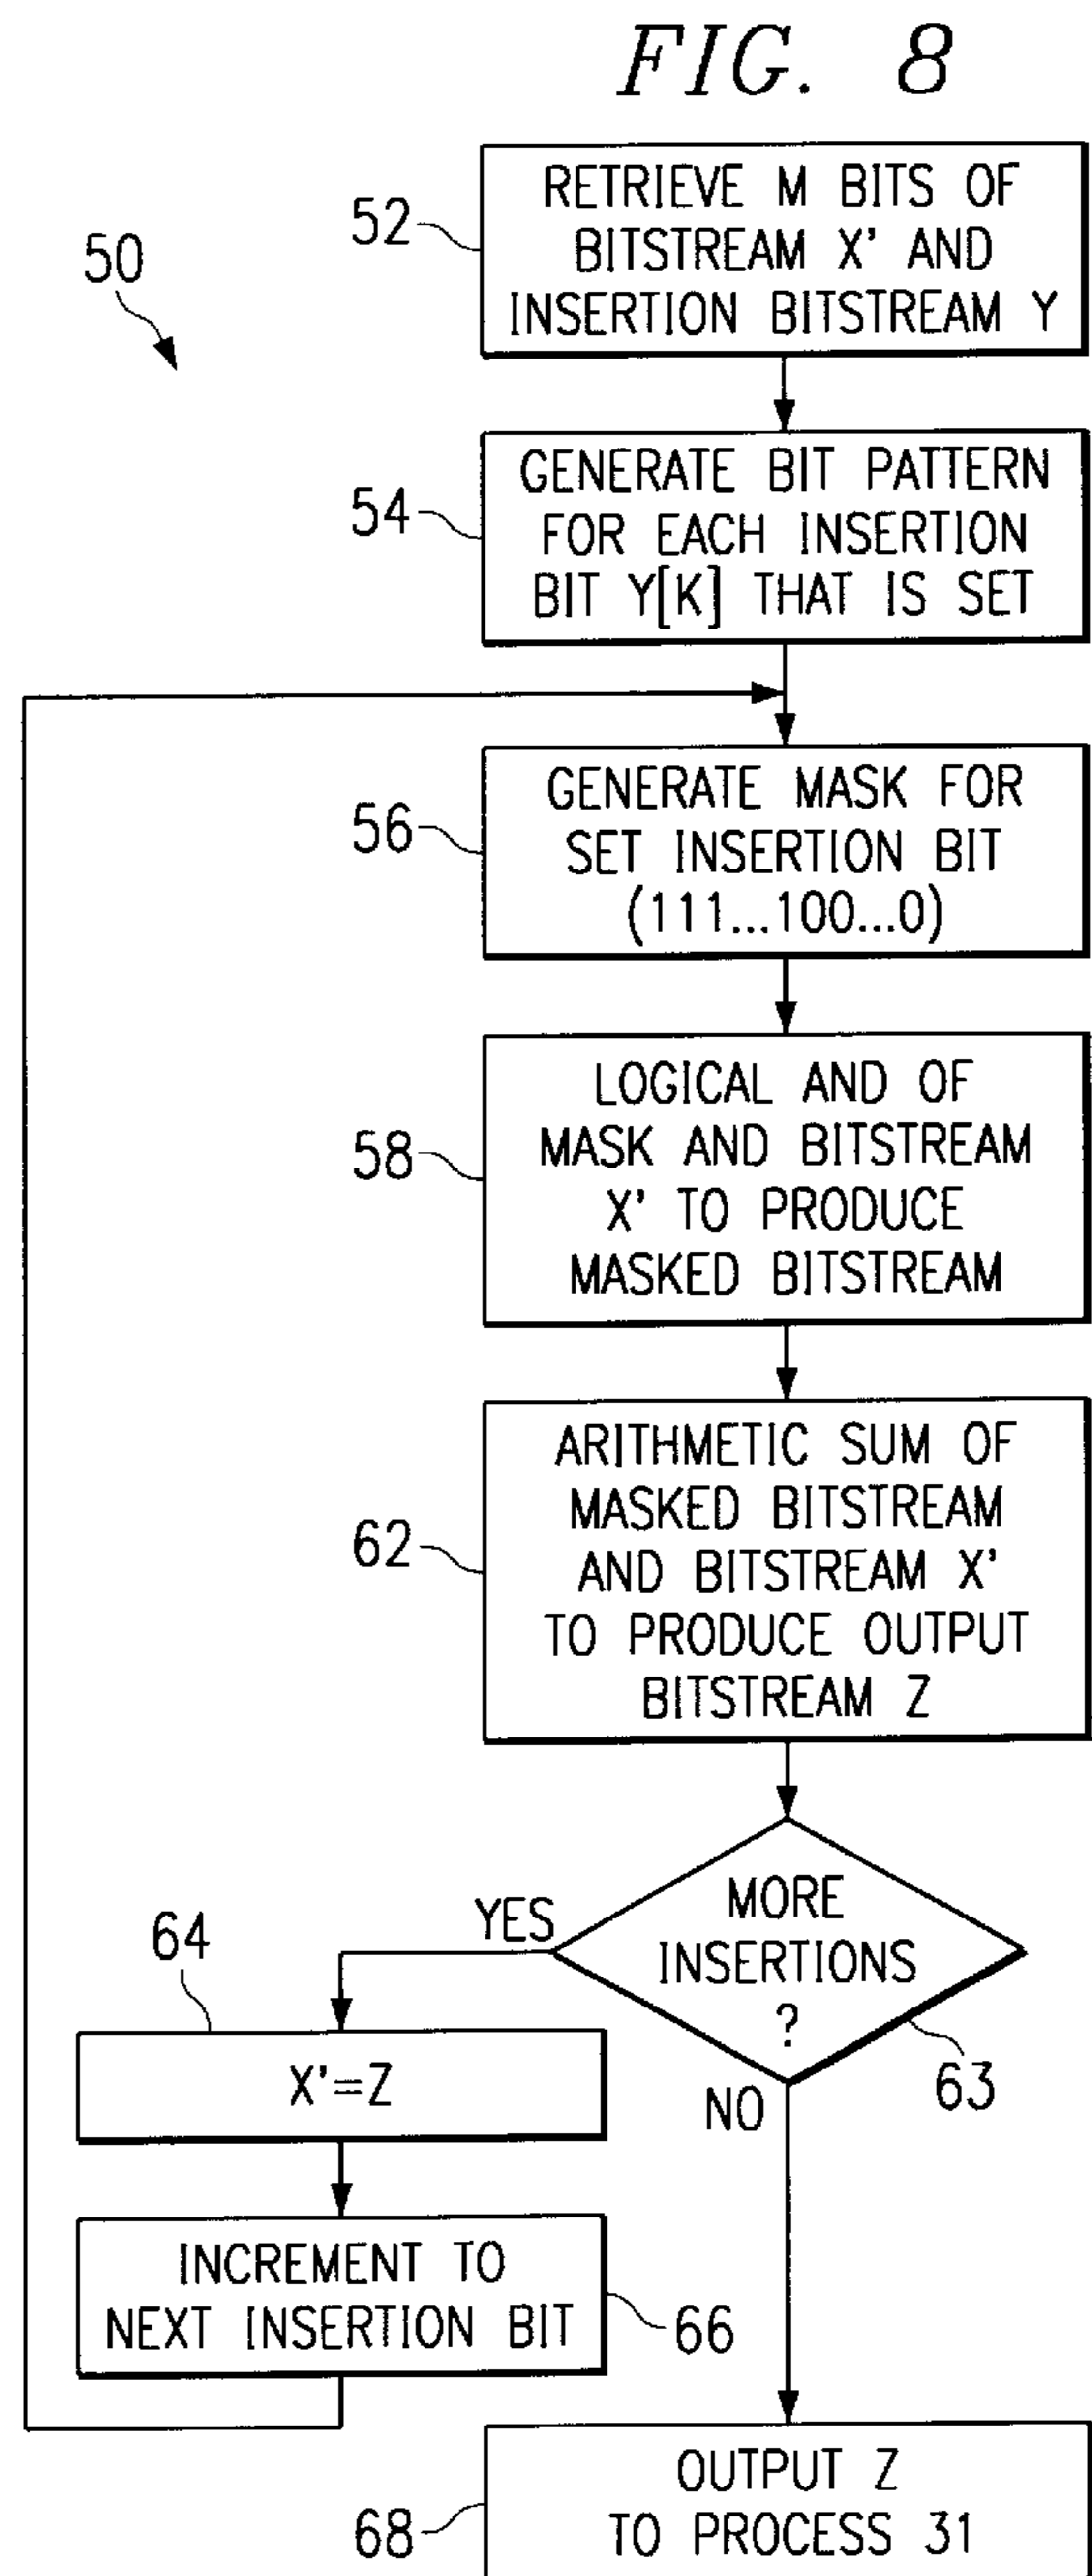 FIG. 8
50
52
RETRIEVE M BITS OF
BITSTREAM X' AND
INSERTION BITSTREAM Y
54
GENERATE BIT PATTERN
FOR EACH INSERTION
BIT Y[K] THAT IS SET
56
GENERATE MASK FOR
SET INSERTION BIT
(111...100...0)
58
LOGICAL AND OF
MASK AND BITSTREAM
X' TO PRODUCE
MASKED BITSTREAM
62
ARITHMETIC SUM OF
MASKED BITSTREAM
AND BITSTREAM X'
TO PRODUCE OUTPUT
BITSTREAM Z
MORE
INSERTIONS
?
63
YES
NO
64
X'=Z
INCREMENT TO
NEXT INSERTION BIT
66
68
OUTPUT Z
TO PROCESS 31